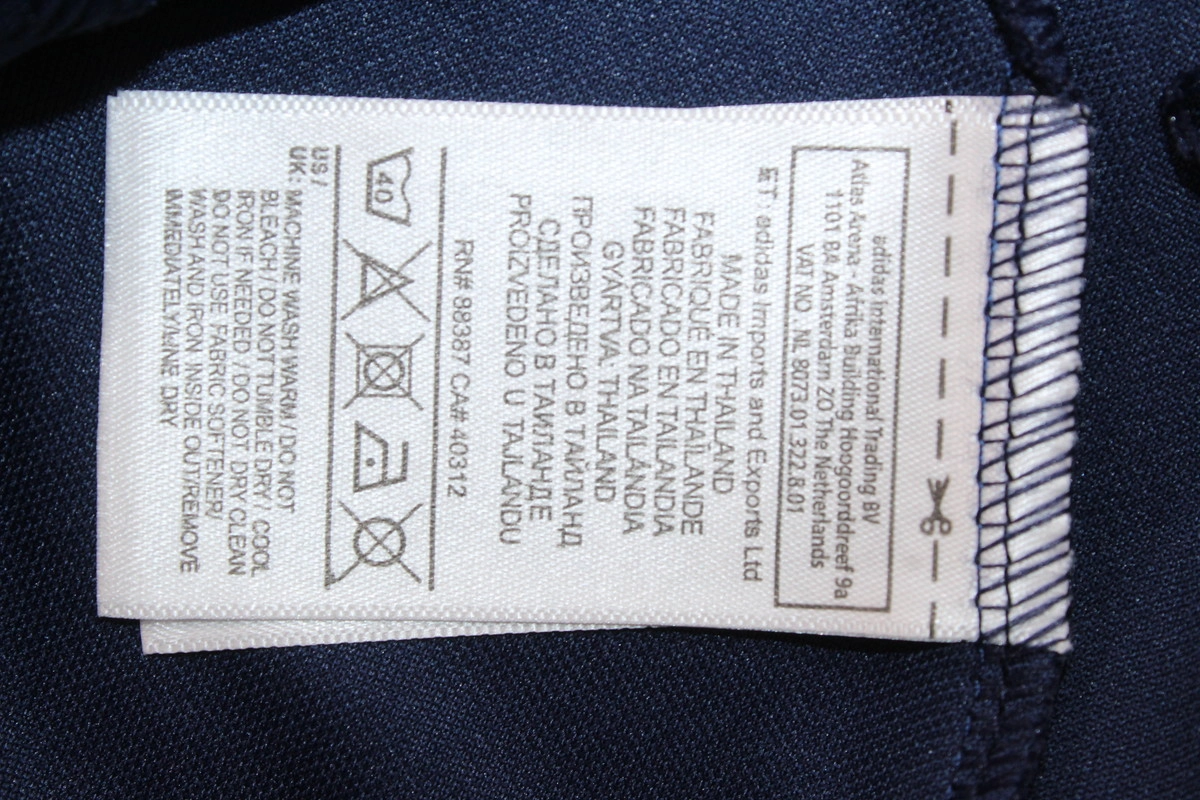 adidas International Trading BV
Atlas Arena - Afrika Building Hoogoorddreef 9a
1101 BA Amsterdam ZO The Netherlands
VAT NO. NL 8073.01.322.B.01
İT: adidas Imports and Exports Ltd
MADE IN THAILAND
FABRIQUÉ EN THAÏLANDE
FABRICADO EN TAILANDIA
FABRICADO NA TAILÂNDIA
GYÁRTVA: THAILAND
ПРОИЗВЕДЕНО В ТАЙЛАНД
СДЕЛАНО В ТАИЛАНДЕ
PROIZVEDENO U TAJLANDU
RN# 88387 CA# 40312
40
US /
UK: MACHINE WASH WARM / DO NOT
BLEACH / DO NOT TUMBLE DRY / COOL
IRON IF NEEDED / DO NOT DRY CLEAN
DO NOT USE FABRIC SOFTENER/
WASH AND IRON INSIDE OUT/REMOVE
IMMEDIATELY/LINE DRY